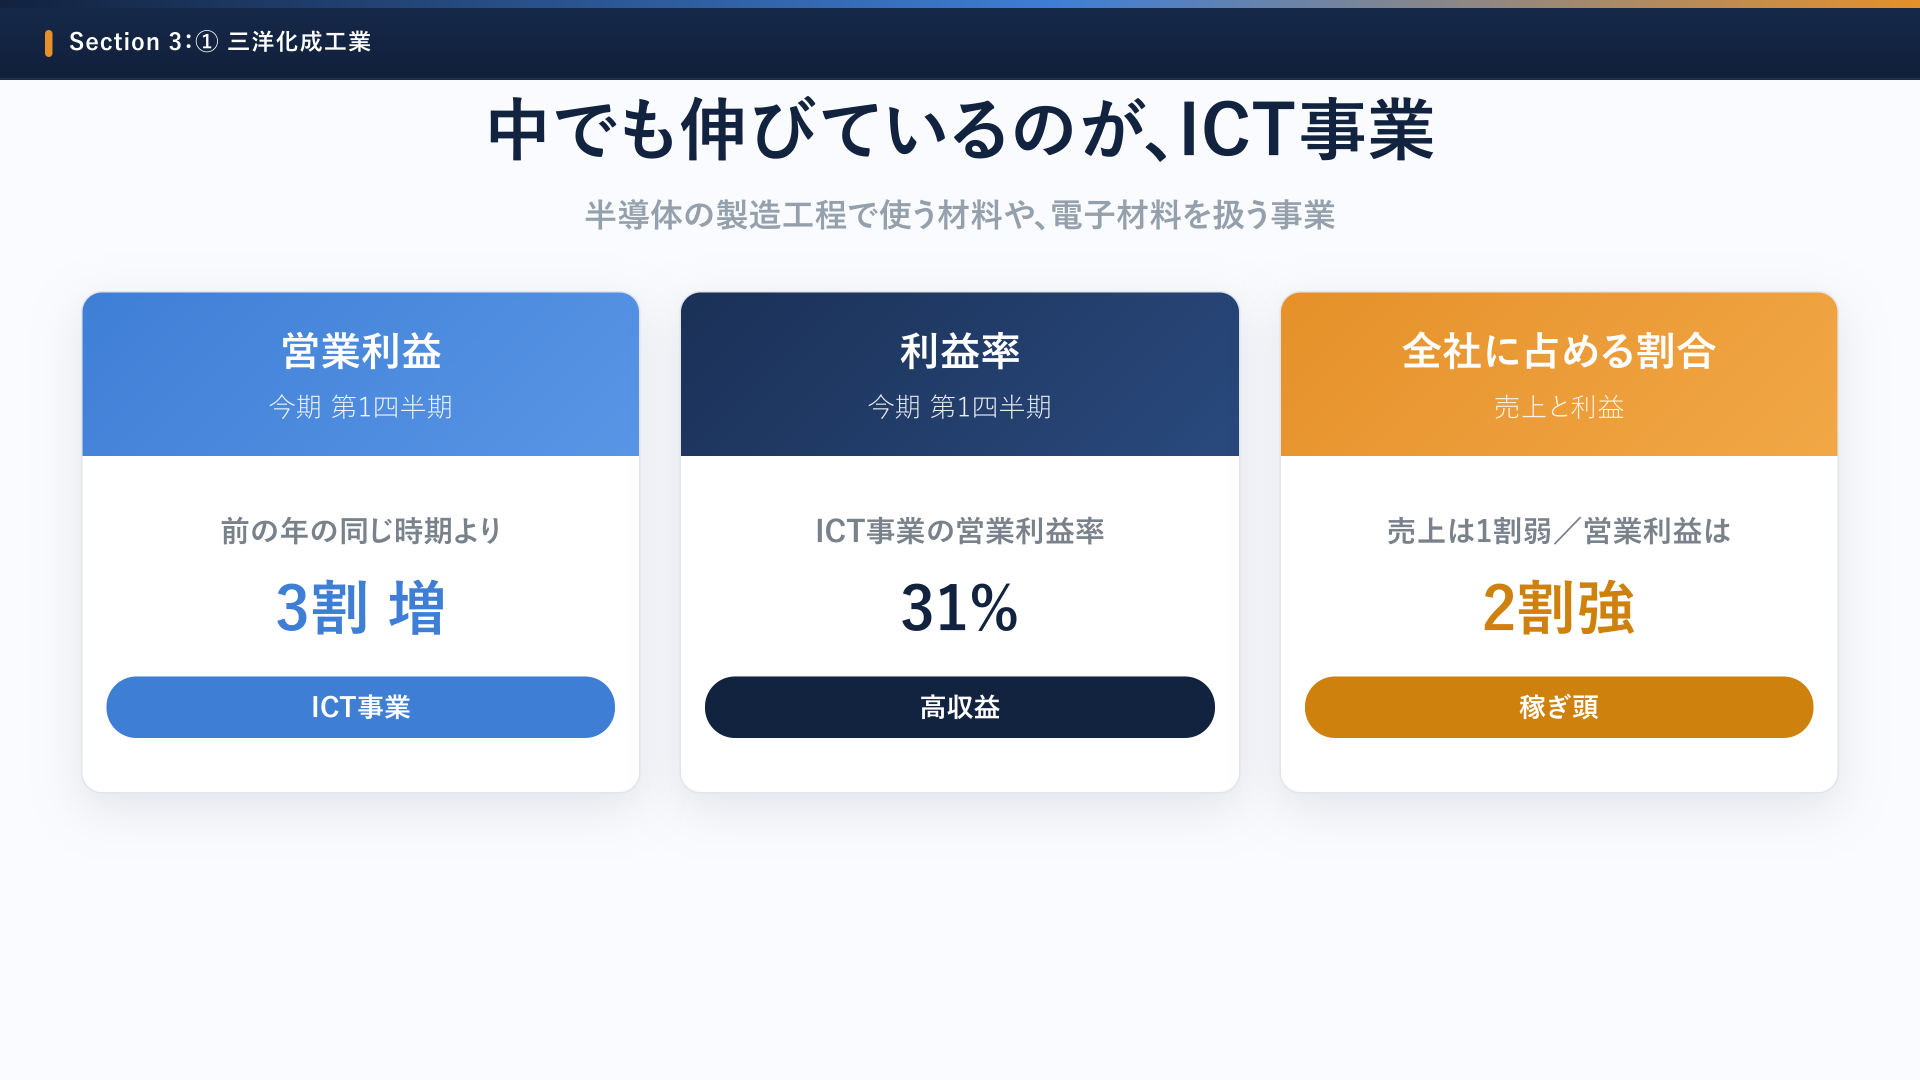 Section 3：① 三洋化成工業
中でも伸びているのが、ICT事業
半導体の製造工程で使う材料や、電子材料を扱う事業
営業利益
今期 第1四半期
前の年の同じ時期より
3割 増
ICT事業
利益率
今期 第1四半期
ICT事業の営業利益率
31%
高収益
全社に占める割合
売上と利益
売上は1割弱／営業利益は
2割強
稼ぎ頭